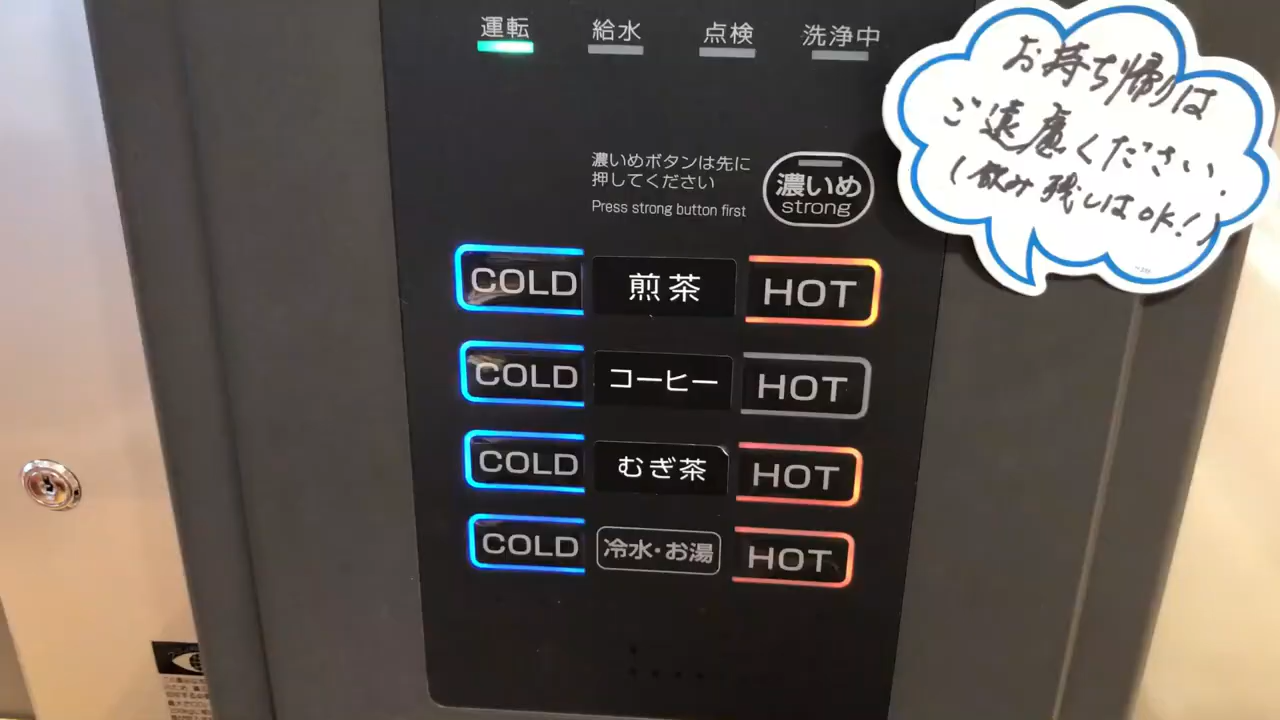 運転 給水 点検 洗浄中
お持ち帰りは
ご遠慮ください.
(飲み残しはOK!)
濃いめボタンは先に
押してください
Press strong button first
濃いめ
strong
COLD 煎茶 HOT
COLD コーヒー HOT
COLD むぎ茶 HOT
COLD 冷水・お湯 HOT